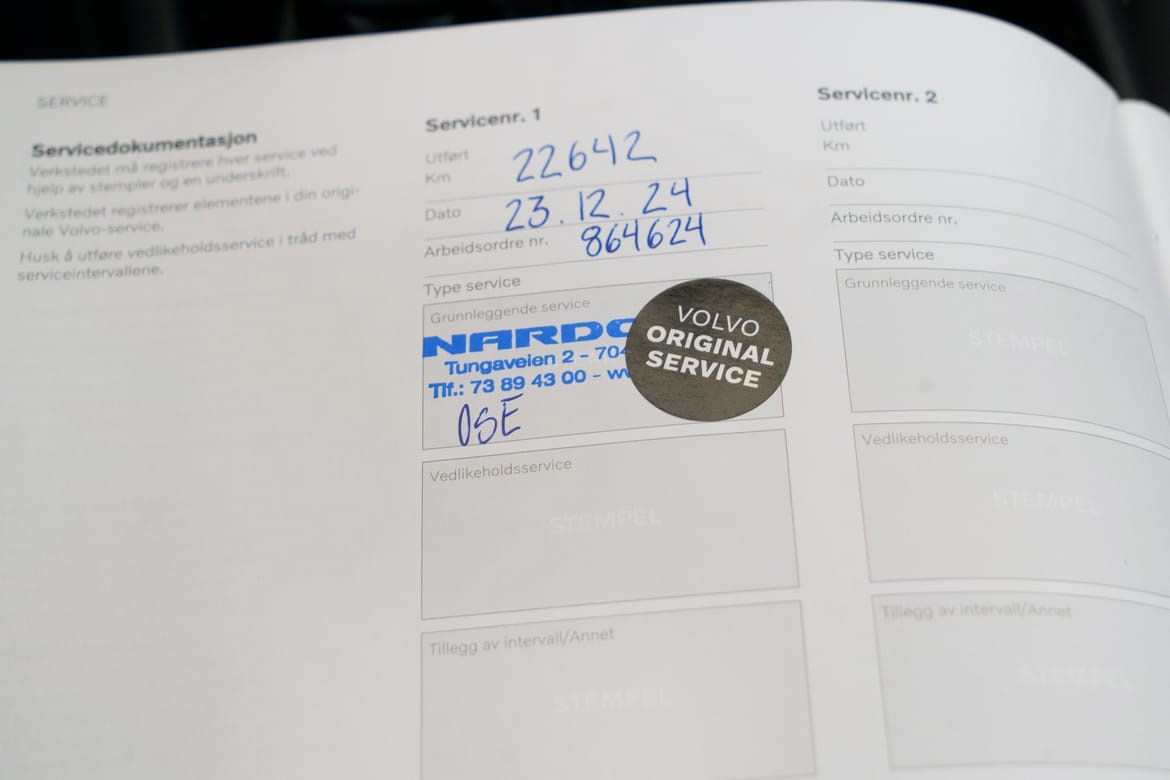 SERVICE
Servicedokumentasjon
Verkstedet må registrere hver service ved
hjelp av stempler og en underskrift.
Verkstedet registrerer elementene i din origi-
nale Volvo-service.
Husk å utføre vedlikeholdsservice i tråd med
serviceintervallene.
Servicenr. 1
Utført
Km 22642
Dato 23.12.24
Arbeidsordre nr. 864624
Type service
Grunnleggende service
NARDO
Tungaveien 2 - 704
Tlf.: 73 89 43 00 - w
OSE
VOLVO
ORIGINAL
SERVICE
Vedlikeholdsservice
STEMPEL
Tillegg av intervall/Annet
STEMPEL
Servicenr. 2
Utført
Km
Dato
Arbeidsordre nr.
Type service
Grunnleggende service
STEMPEL
Vedlikeholdsservice
STEMPEL
Tillegg av intervall/Annet
STEMPEL